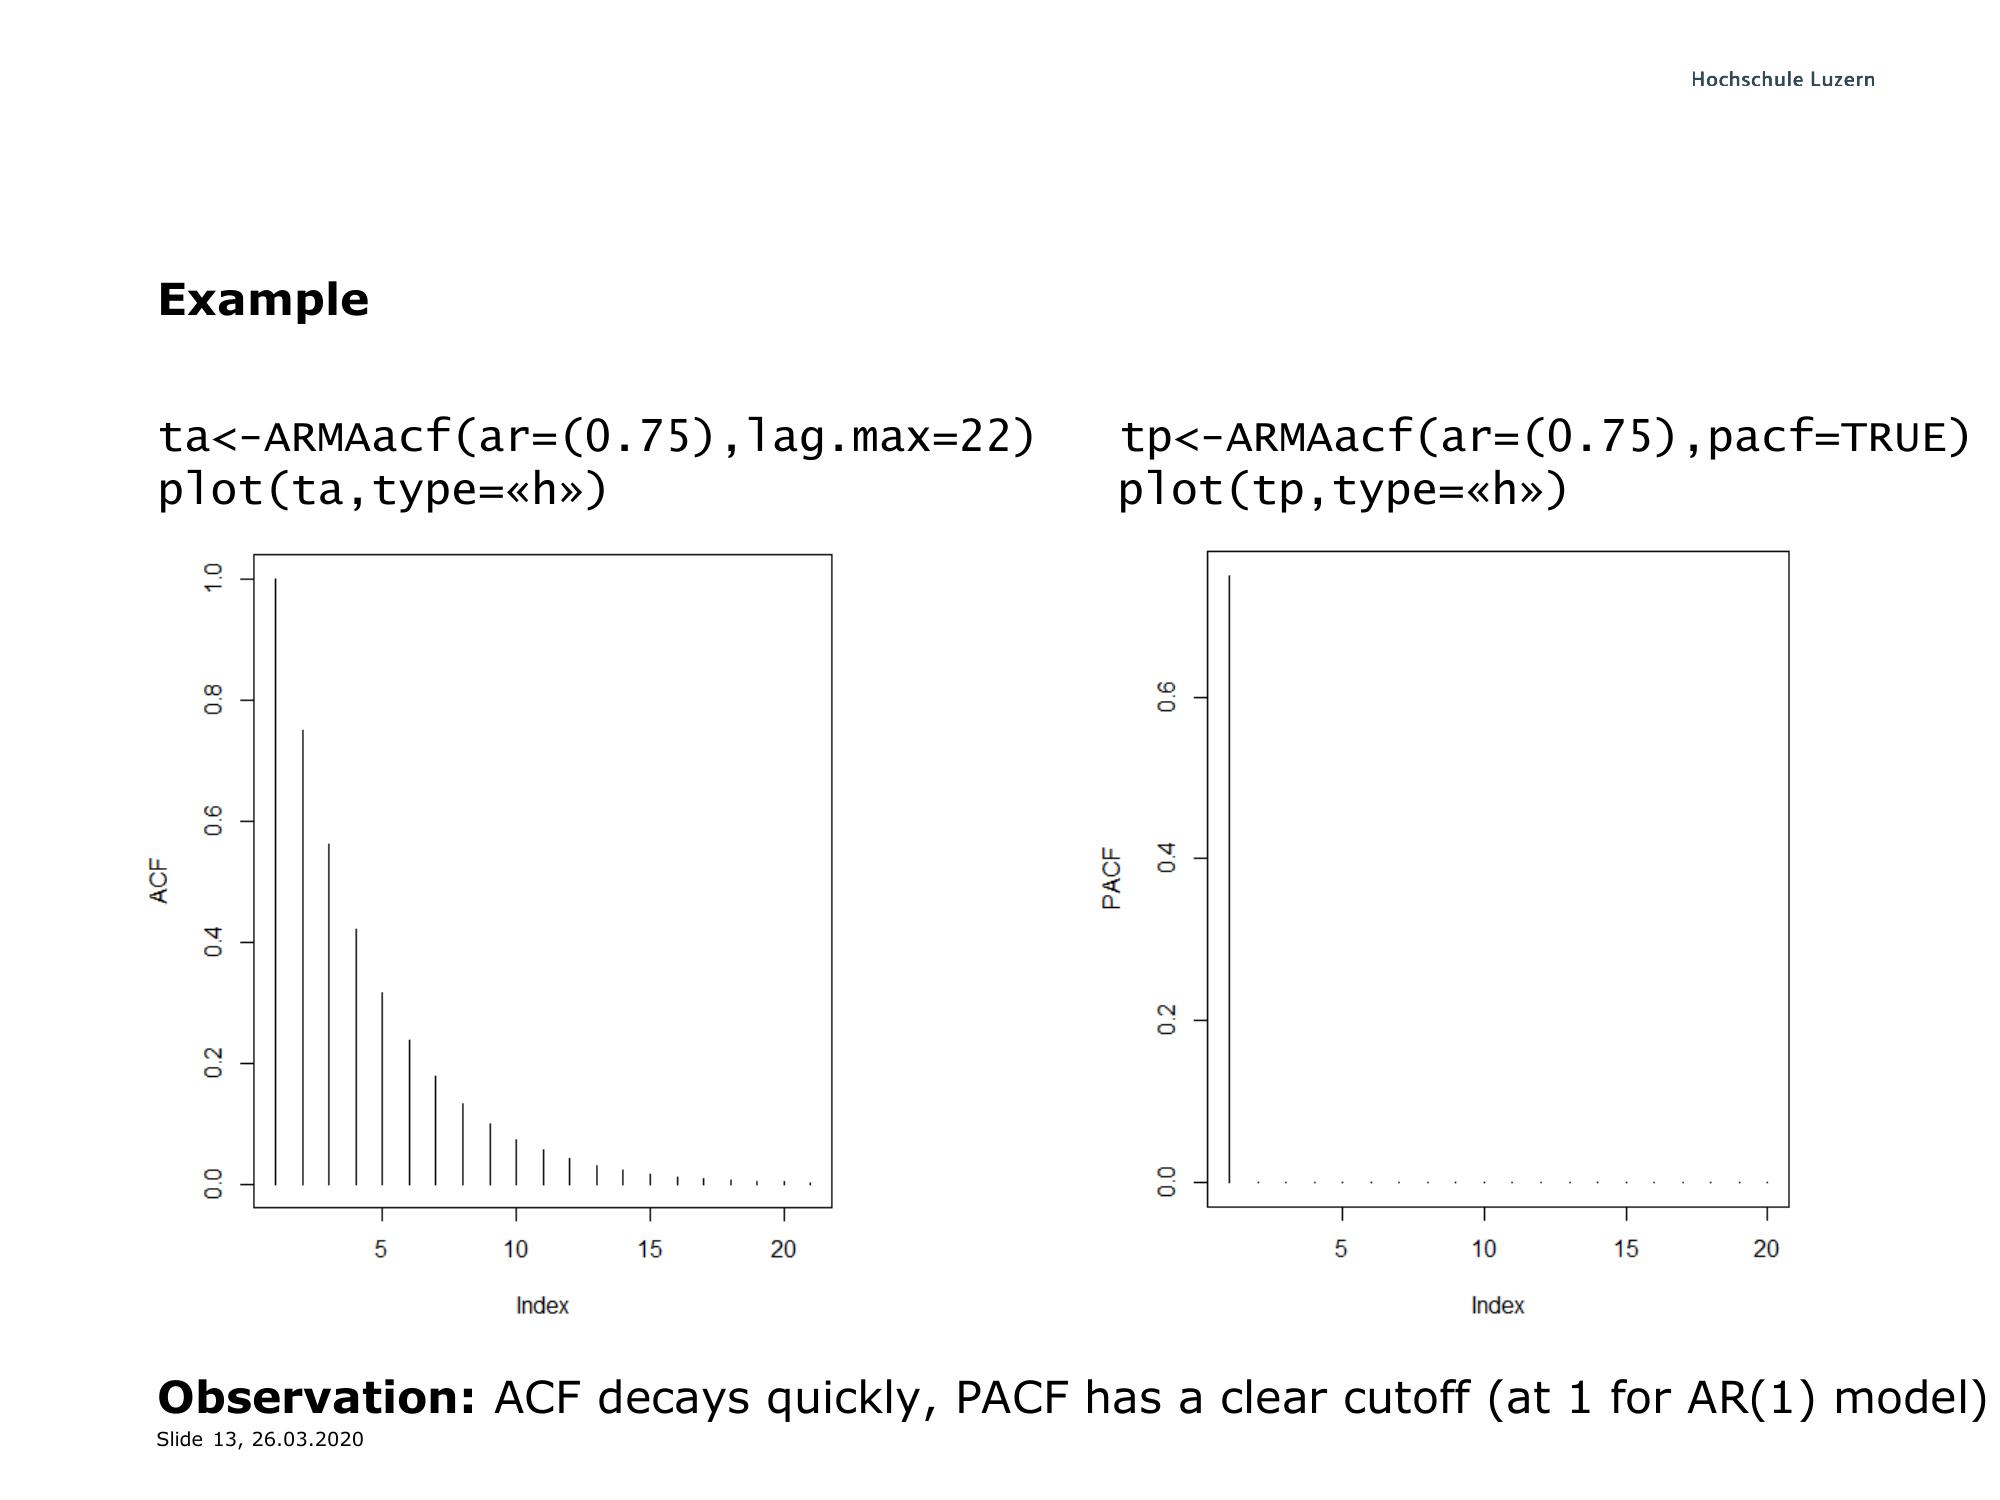 Hochschule Luzern
Example
ta<-ARMAacf(ar=(0.75),lag.max=22)
plot(ta,type=«h»)
tp<-ARMAacf(ar=(0.75),pacf=TRUE)
plot(tp,type=«h»)
ACF
1.0
0.8
0.6
0.4
0.2
0.0
5 10 15 20
Index
PACF
0.6
0.4
0.2
0.0
5 10 15 20
Index
Observation: ACF decays quickly, PACF has a clear cutoff (at 1 for AR(1) model)
Slide 13, 26.03.2020